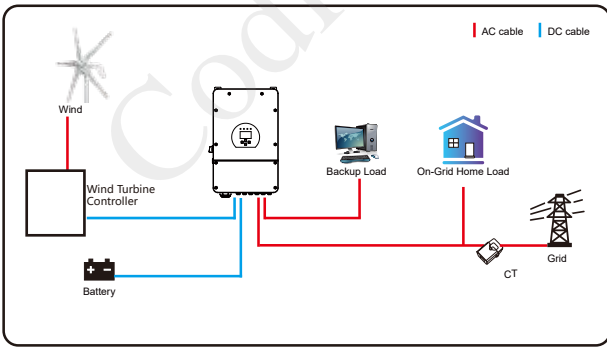 AC cable
DC cable
Wind
Wind Turbine
Controller
Backup Load
On-Grid Home Load
Battery
CT
Grid